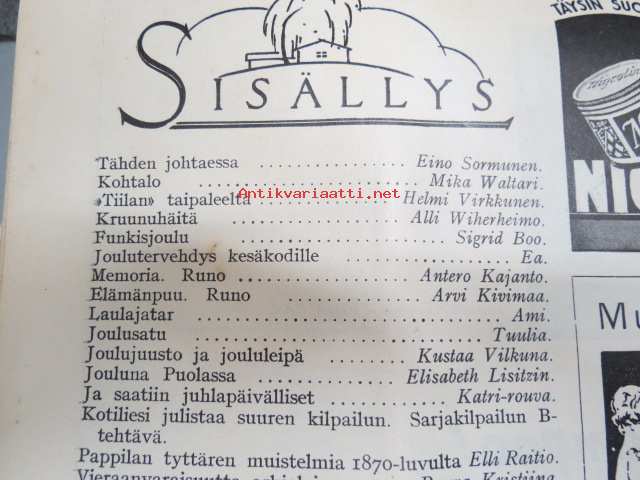 TÄYSIN SUO
SISÄLLYS
Tähden johtaessa .......... Eino Sormunen.
Kohtalo .......... Mika Waltari.
Antikvariaatti.net
»Tiilan» taipaleelta .......... Helmi Virkkunen.
Kruunuhäitä .......... Alli Wiherheimo.
Funkisjoulu .......... Sigrid Boo.
Joulutervehdys kesäkodille .......... Ea.
Memoria. Runo .......... Antero Kajanto.
Elämänpuu. Runo .......... Arvi Kivimaa.
Laulajatar .......... Ami.
Joulusatu .......... Tuulia.
Joulujuusto ja joululeipä .......... Kustaa Vilkuna.
Jouluna Puolassa .......... Elisabeth Lisitzin.
Ja saatiin juhlapäivälliset .......... Katri-rouva.
Kotiliesi julistaa suuren kilpailun. Sarjakilpailun B-
tehtävä.
Pappilan tyttären muistelmia 1870-luvulta Elli Raitio.
NI
Mu